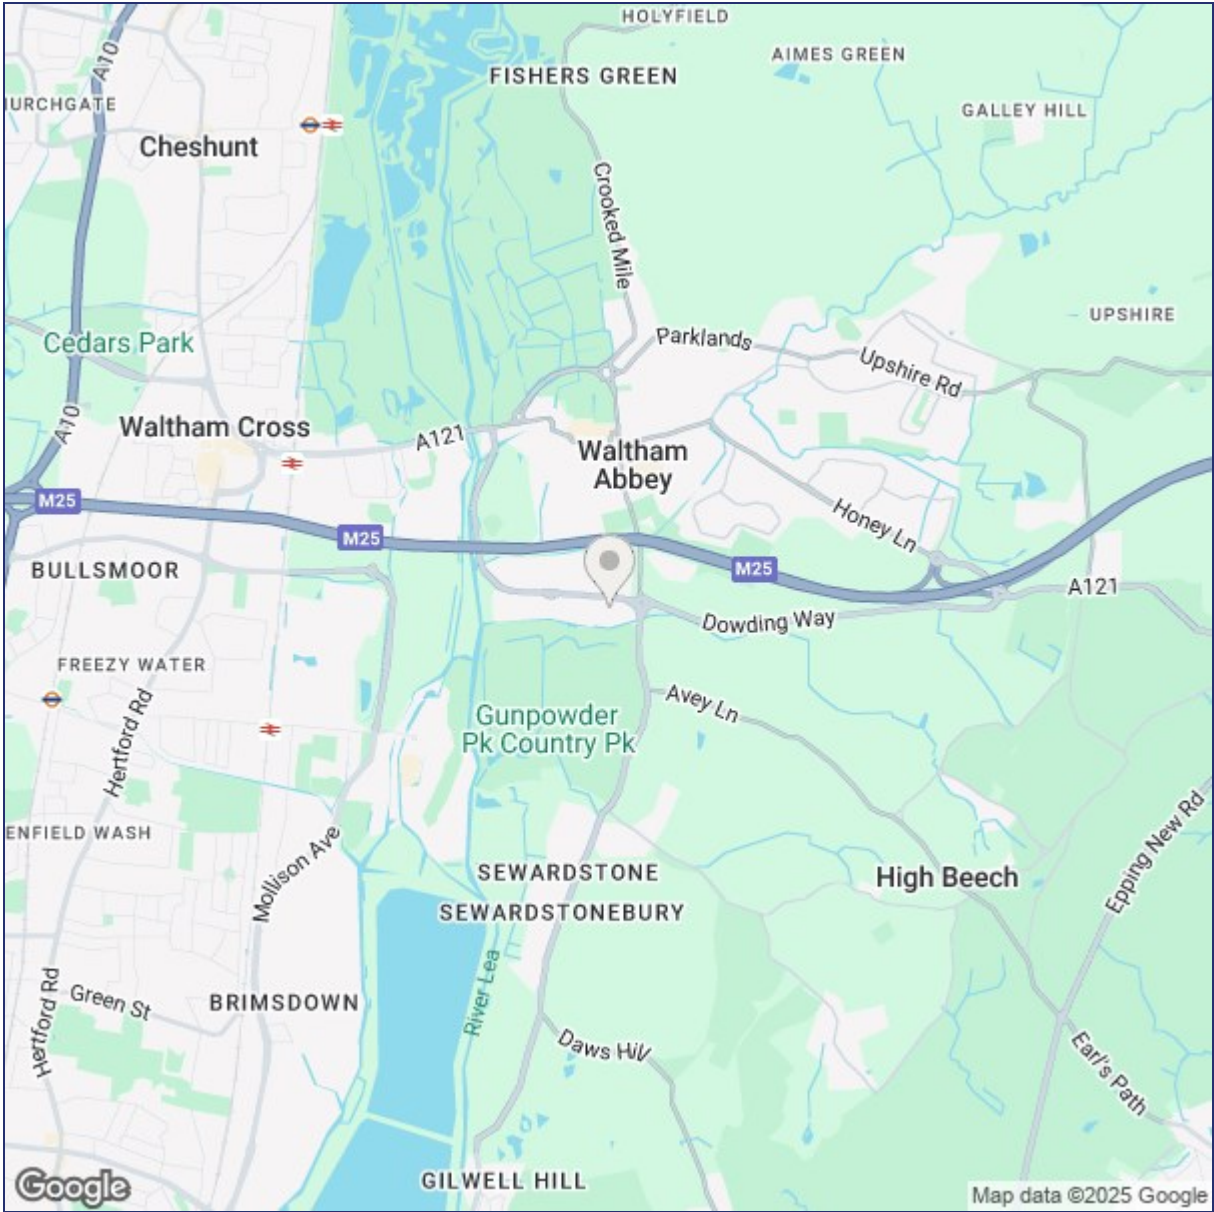 HOLYFIELD
A10
AIMES GREEN
FISHERS GREEN
URCHGATE
GALLEY HILL
Cheshunt
Crooked Mile
UPSHIRE
Cedars Park
Parklands
Upshire Rd
A10
Waltham Cross
A121
Waltham
Abbey
M25
Honey Ln
M25
BULLSMOOR
M25
A121
Dowding Way
FREEZY WATER
Hertford Rd
Avey Ln
Gunpowder
Pk Country Pk
ENFIELD WASH
Mollison Ave
Epping New Rd
SEWARDSTONE
High Beech
SEWARDSTONEBURY
River Lea
Hertford Rd
Green St
BRIMSDOWN
Daws Hill
Earl's Path
GILWELL HILL
Google
Map data ©2025 Google